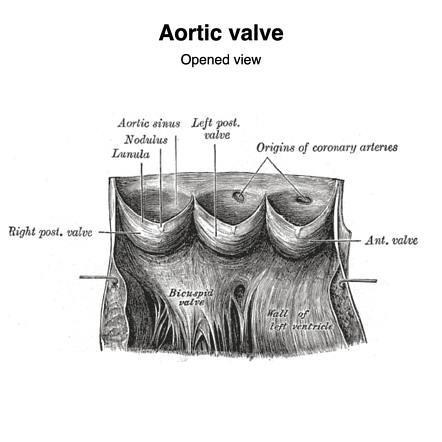 Aortic valve
Opened view
Aortic sinus
Left post.
valve
Nodulus
Lunula
Origins of coronary arteries
Right post. valve
Ant. valve
Bicuspid
valve
Wall of
left ventricle